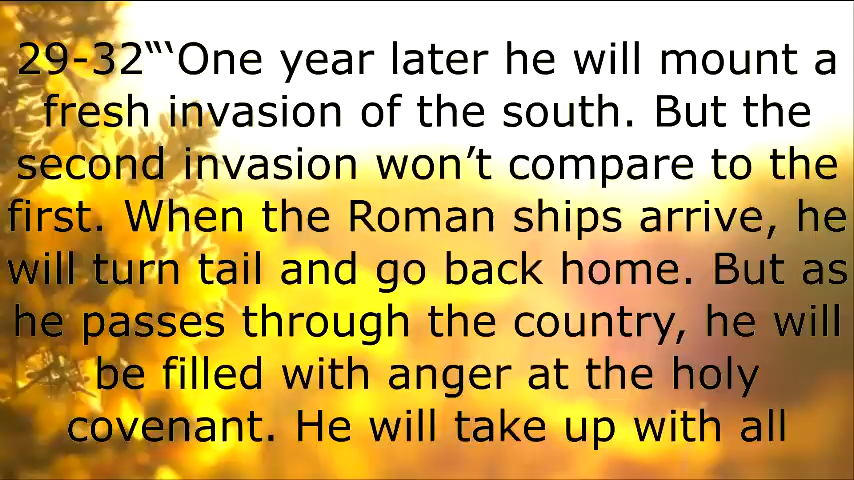 29-32“‘One year later he will mount a
fresh invasion of the south. But the
second invasion won’t compare to the
first. When the Roman ships arrive, he
will turn tail and go back home. But as
he passes through the country, he will
be filled with anger at the holy
covenant. He will take up with all